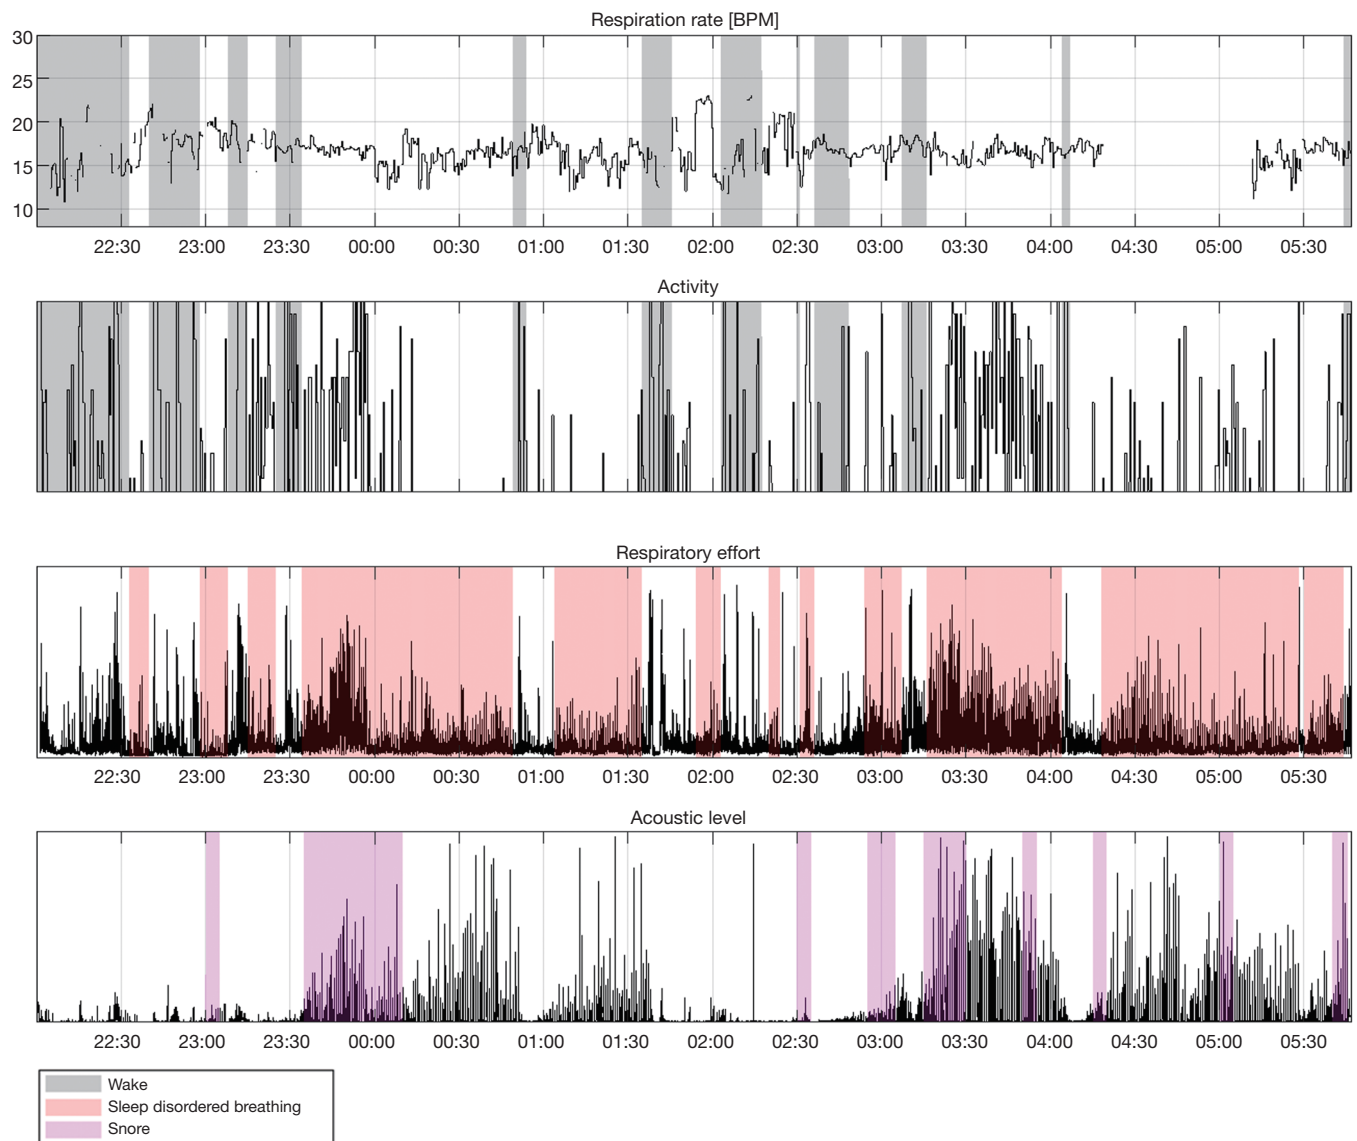 Respiration rate [BPM]
30
25
20
15
10
22:30 23:00 23:30 00:00 00:30 01:00 01:30 02:00 02:30 03:00 03:30 04:00 04:30 05:00 05:30
Activity
Respiratory effort
22:30 23:00 23:30 00:00 00:30 01:00 01:30 02:00 02:30 03:00 03:30 04:00 04:30 05:00 05:30
Acoustic level
22:30 23:00 23:30 00:00 00:30 01:00 01:30 02:00 02:30 03:00 03:30 04:00 04:30 05:00 05:30
Wake
Sleep disordered breathing
Snore